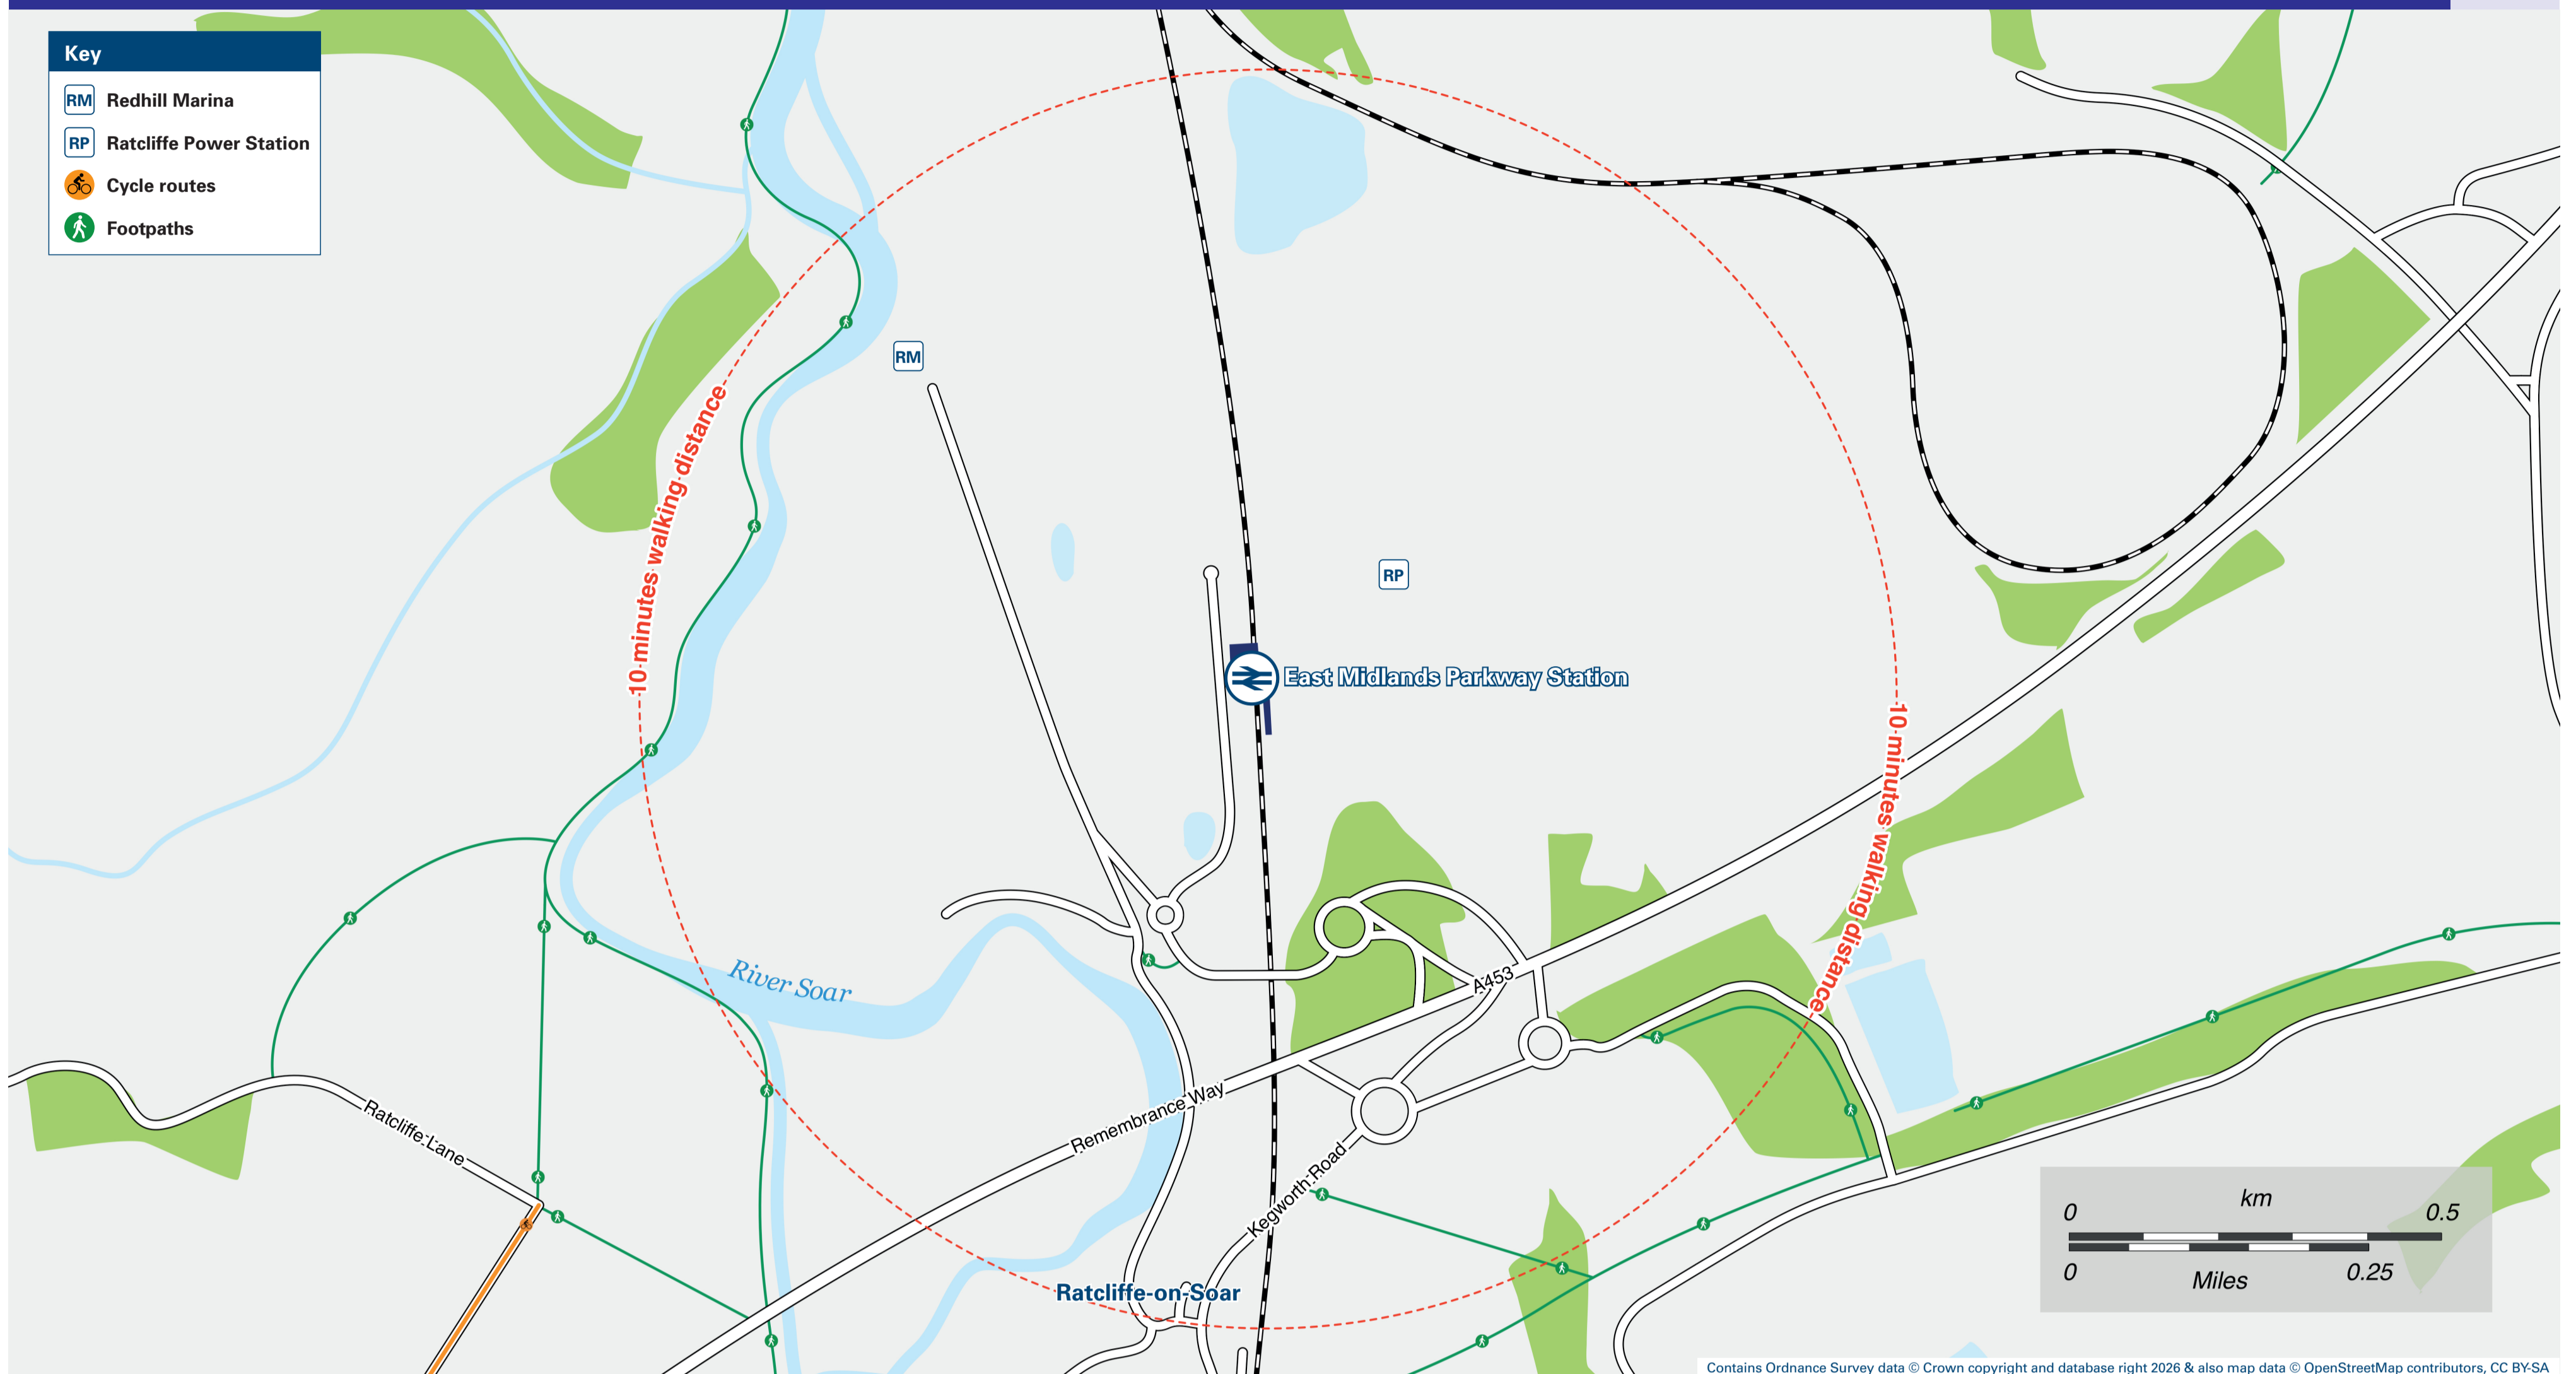 Key
RM Redhill Marina
RP Ratcliffe Power Station
Cycle routes
Footpaths
RM
10 minutes walking distance
RP
East Midlands Parkway Station
10 minutes walking distance
River Soar
A453
Remembrance Way
Ratcliffe Lane
Kegworth Road
Ratcliffe-on-Soar
km
0 0.5
0 0.25
Miles
Contains Ordnance Survey data © Crown copyright and database right 2026 & also map data © OpenStreetMap contributors, CC BY-SA